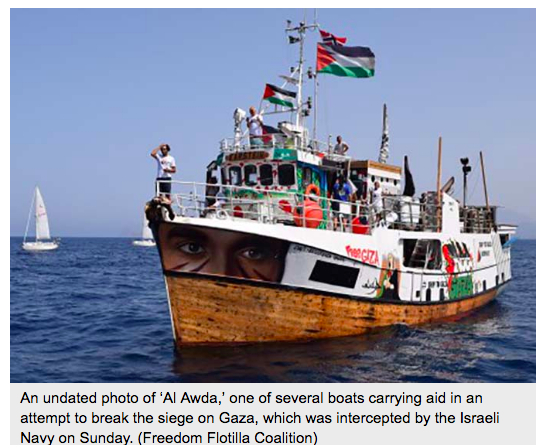 GAZA
An undated photo of ‘Al Awda,’ one of several boats carrying aid in an
attempt to break the siege on Gaza, which was intercepted by the Israeli
Navy on Sunday. (Freedom Flotilla Coalition)